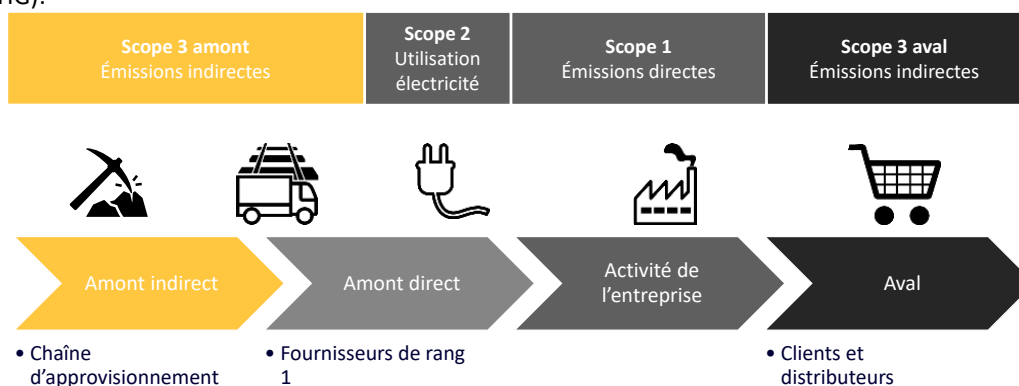 Scope 3 amont
Émissions indirectes
Scope 2
Utilisation
électricité
Scope 1
Émissions directes
Scope 3 aval
Émissions indirectes
Amont indirect
Amont direct
Activité de
l'entreprise
Aval
• Chaîne
d'approvisionnement
• Fournisseurs de rang
1
• Clients et
distributeurs